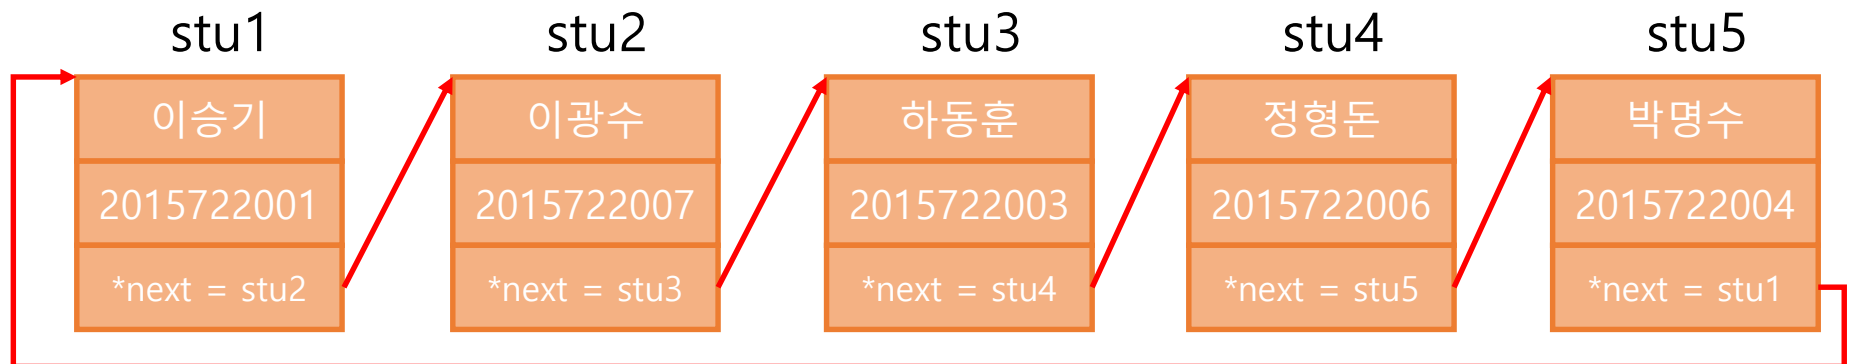 stu1 stu2 stu3 stu4 stu5
이승기 이광수 하동훈 정형돈 박명수
2015722001 2015722007 2015722003 2015722006 2015722004
*next = stu2 *next = stu3 *next = stu4 *next = stu5 *next = stu1